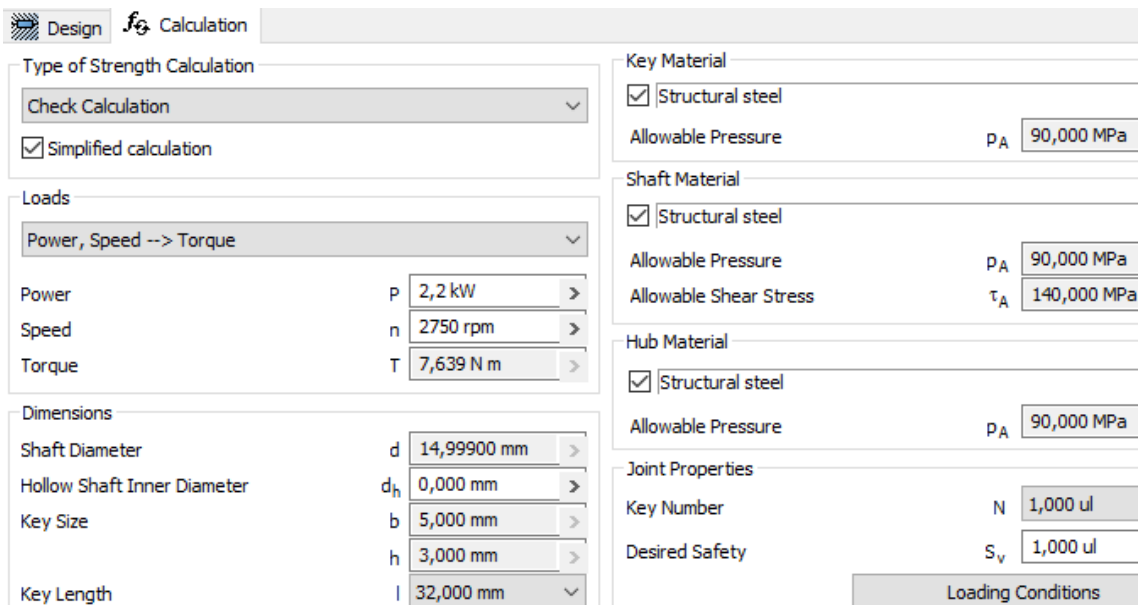 Design
Calculation
Type of Strength Calculation
Check Calculation
Simplified calculation
Loads
Power, Speed --> Torque
Power P 2,2 kW >
Speed n 2750 rpm >
Torque T 7,639 N m >
Dimensions
Shaft Diameter d 14,99900 mm >
Hollow Shaft Inner Diameter dh 0,000 mm >
Key Size b 5,000 mm >
h 3,000 mm >
Key Length l 32,000 mm
Key Material
Structural steel
Allowable Pressure pA 90,000 MPa
Shaft Material
Structural steel
Allowable Pressure pA 90,000 MPa
Allowable Shear Stress τA 140,000 MPa
Hub Material
Structural steel
Allowable Pressure pA 90,000 MPa
Joint Properties
Key Number N 1,000 ul
Desired Safety Sv 1,000 ul
Loading Conditions